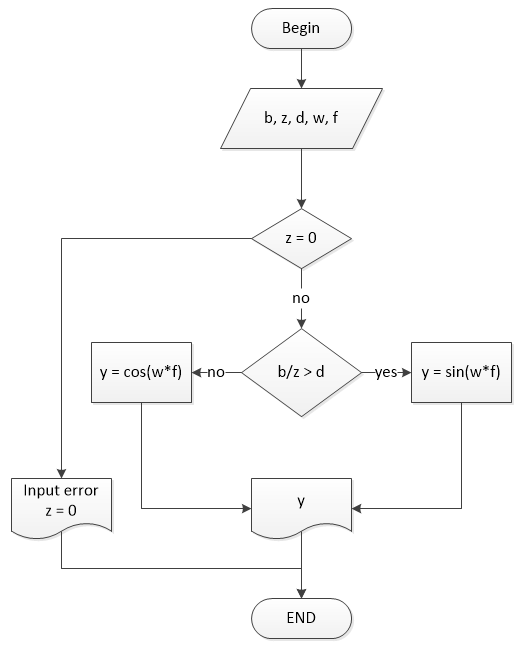 Begin
b, z, d, w, f
z = 0
no
y = cos(w*f)
no
b/z > d
yes
y = sin(w*f)
Input error
z = 0
y
END